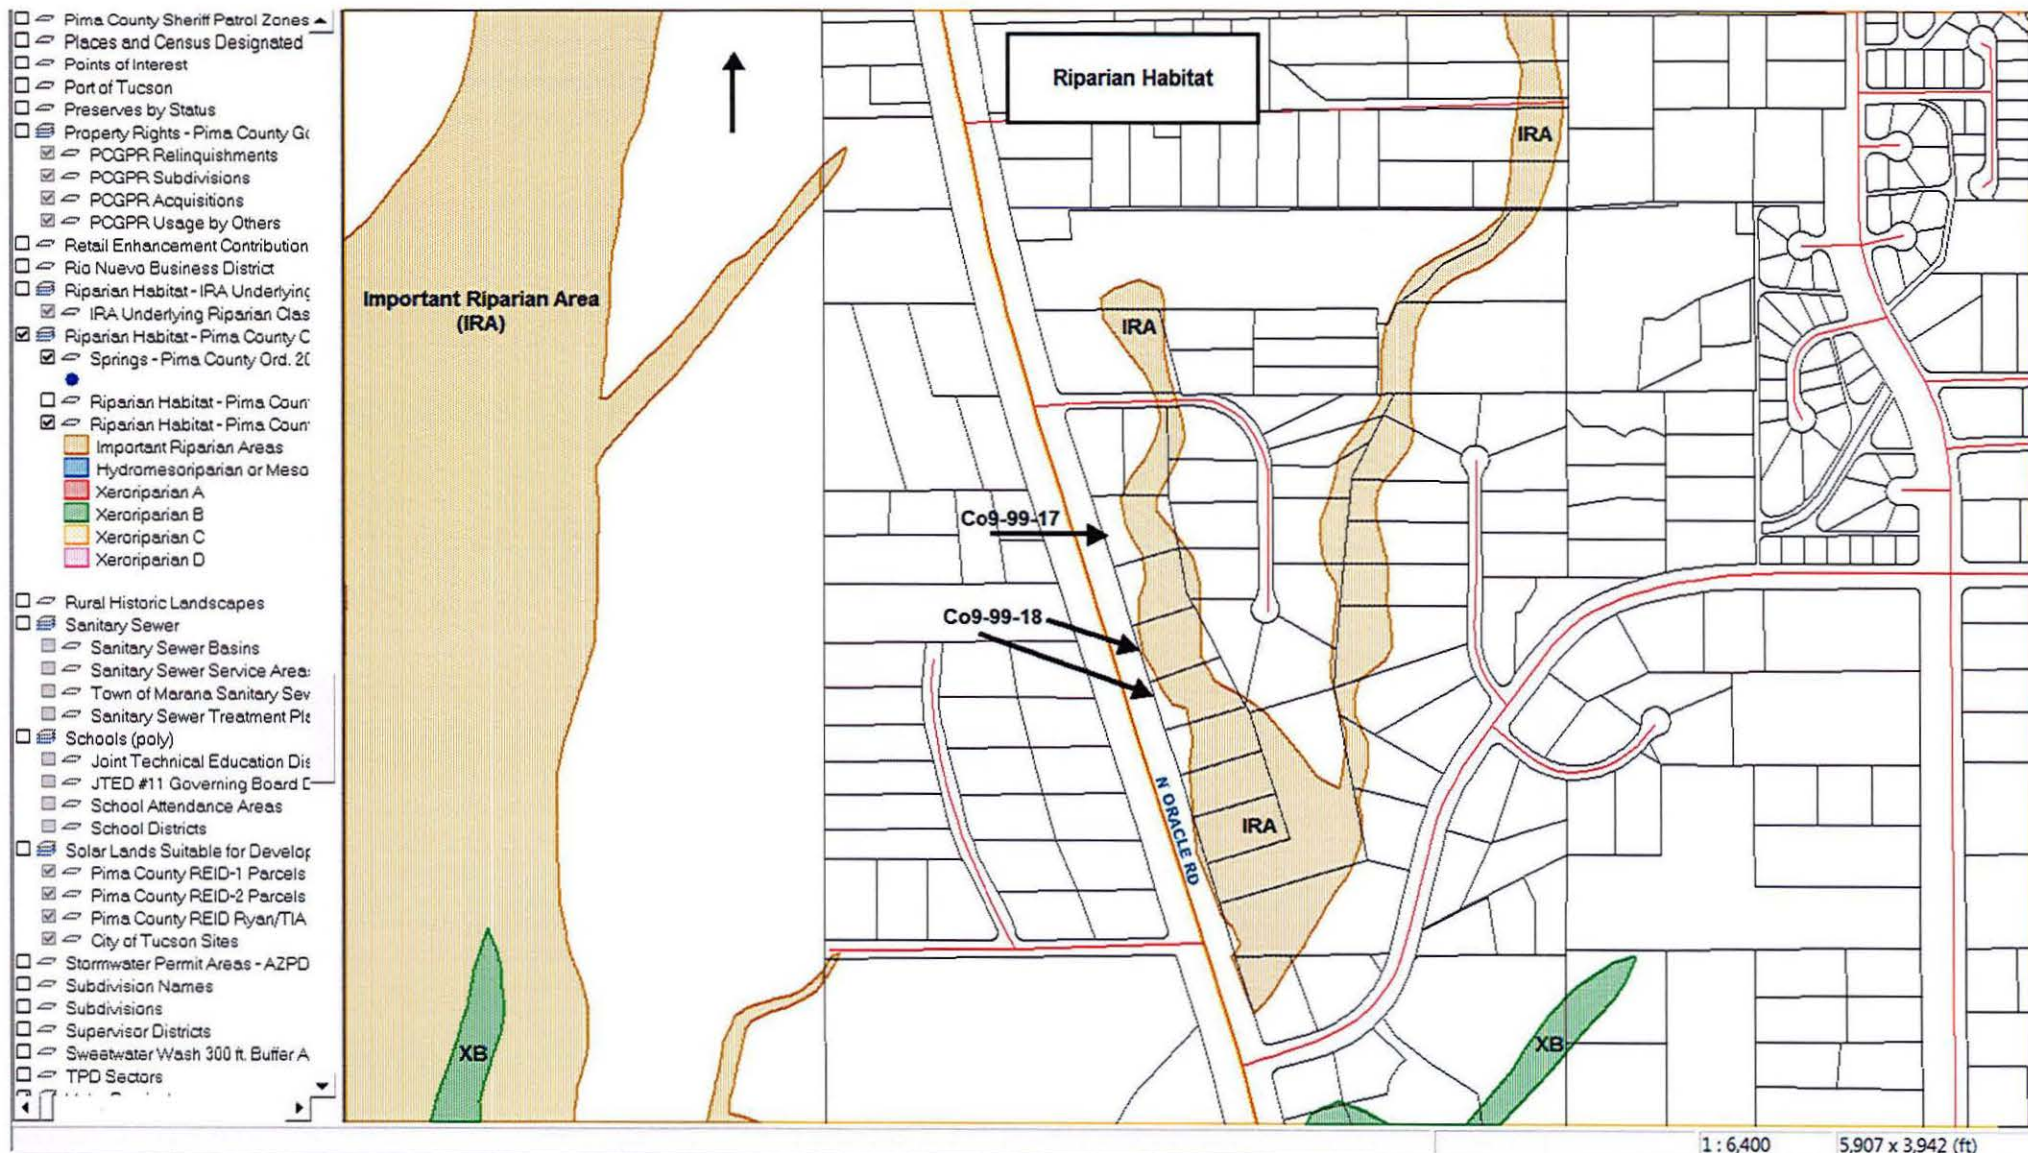 Pima County Sheriff Patrol Zones
Places and Census Designated
Points of Interest
Port of Tucson
Preserves by Status
Property Rights - Pima County Go
PCGPR Relinquishments
PCGPR Subdivisions
PCGPR Acquisitions
PCGPR Usage by Others
Retail Enhancement Contribution
Rio Nuevo Business District
Riparian Habitat - IRA Underlying
IRA Underlying Riparian Clas
Riparian Habitat - Pima County O
Springs - Pima County Ord. 20
Riparian Habitat - Pima Coun
Riparian Habitat - Pima Coun
Important Riparian Areas
Hydromesoriparian or Meso
Xeroriparian A
Xeroriparian B
Xeroriparian C
Xeroriparian D
Rural Historic Landscapes
Sanitary Sewer
Sanitary Sewer Basins
Sanitary Sewer Service Areas
Town of Marana Sanitary Sew
Sanitary Sewer Treatment Pla
Schools (poly)
Joint Technical Education Dis
JTED #11 Governing Board D
School Attendance Areas
School Districts
Solar Lands Suitable for Develop
Pima County REID-1 Parcels
Pima County REID-2 Parcels
Pima County REID Ryan/TIA
City of Tucson Sites
Stormwater Permit Areas - AZPD
Subdivision Names
Subdivisions
Supervisor Districts
Sweetwater Wash 300 ft. Buffer A
TPD Sectors
Riparian Habitat
IRA
Important Riparian Area
(IRA)
IRA
Co9-99-17
Co9-99-18
N ORACLE RD
IRA
XB
XB
1 : 6,400
5,907 x 3,942 (ft)